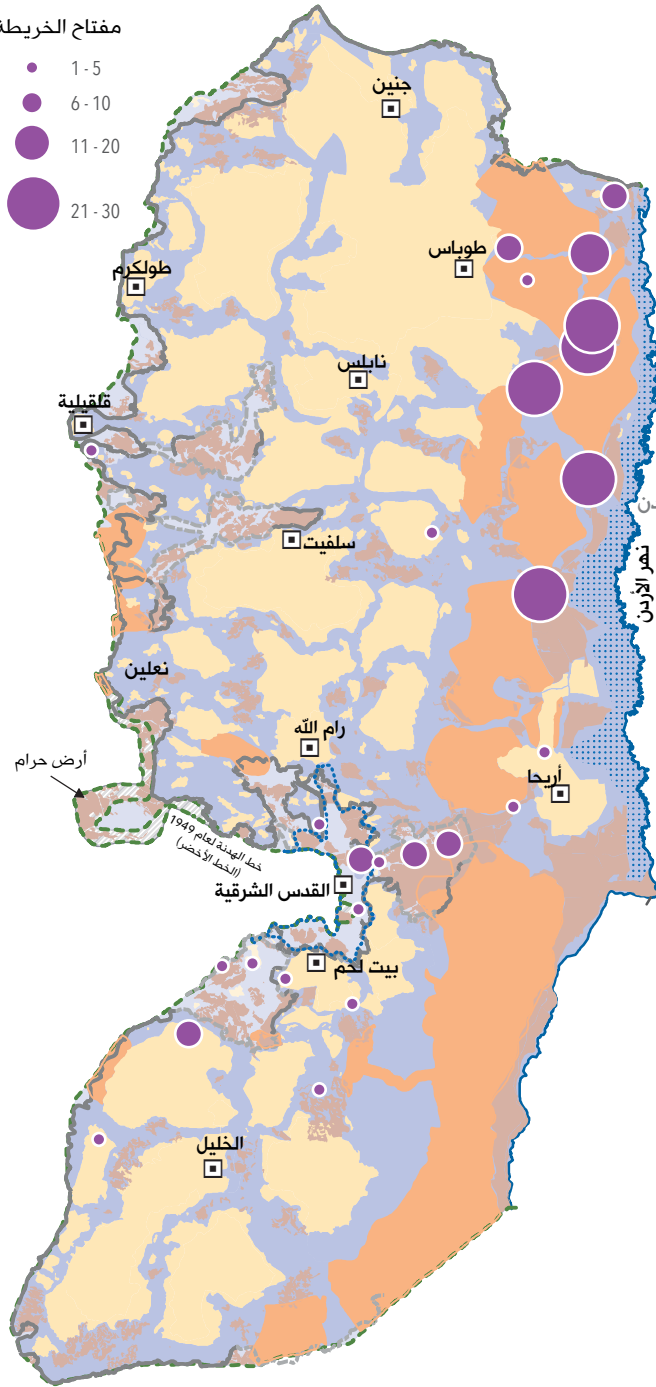 مفتاح الخريطة
1 - 5
6 - 10
11 - 20
21 - 30
جنين
طوباس
طولكرم
نابلس
قلقيلية
سلفيت
نهر الأردن
نعلين
رام الله
أرض حرام
أريحا
خط الهدنة لعام 1949
(الخط الأخضر)
القدس الشرقية
بيت لحم
الخليل